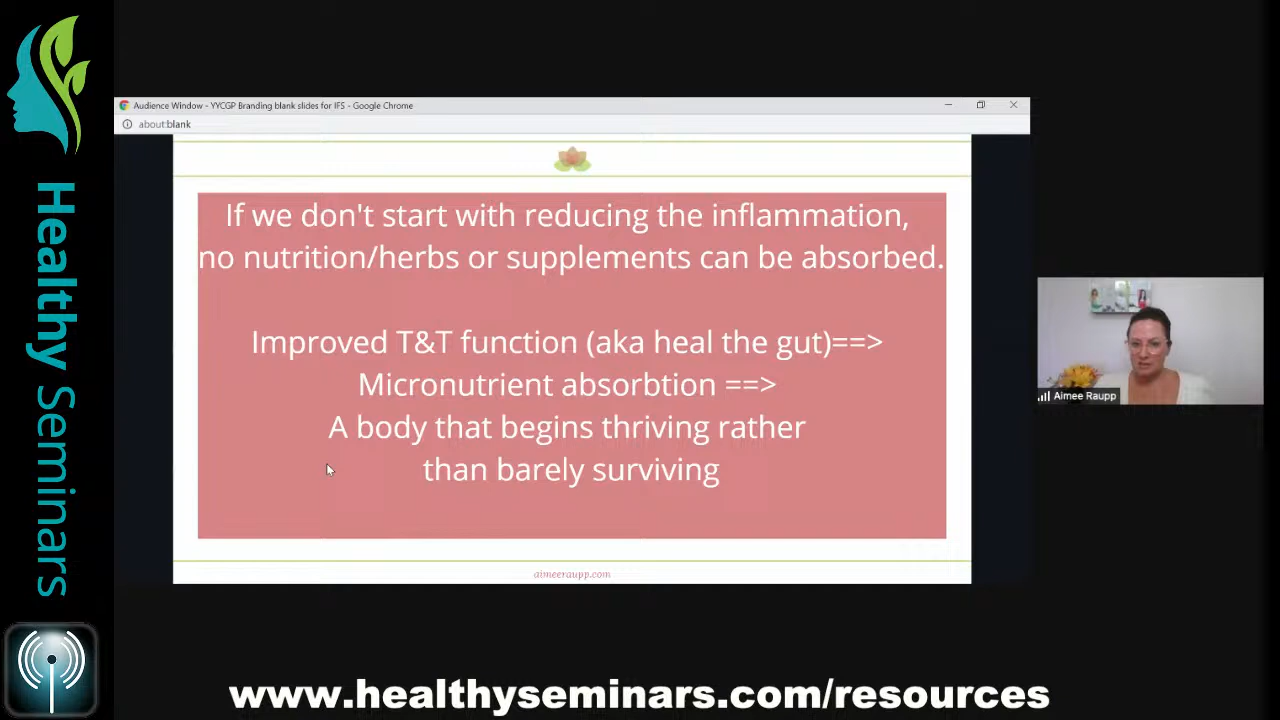 Healthy Seminars
Audience Window - YYCGP Branding blank slides for IFS - Google Chrome
about:blank
If we don't start with reducing the inflammation,
no nutrition/herbs or supplements can be absorbed.
Improved T&T function (aka heal the gut)==>
Micronutrient absorbtion ==>
A body that begins thriving rather
than barely surviving
aimeeraupp.com
Aimee Raupp
www.healthyseminars.com/resources